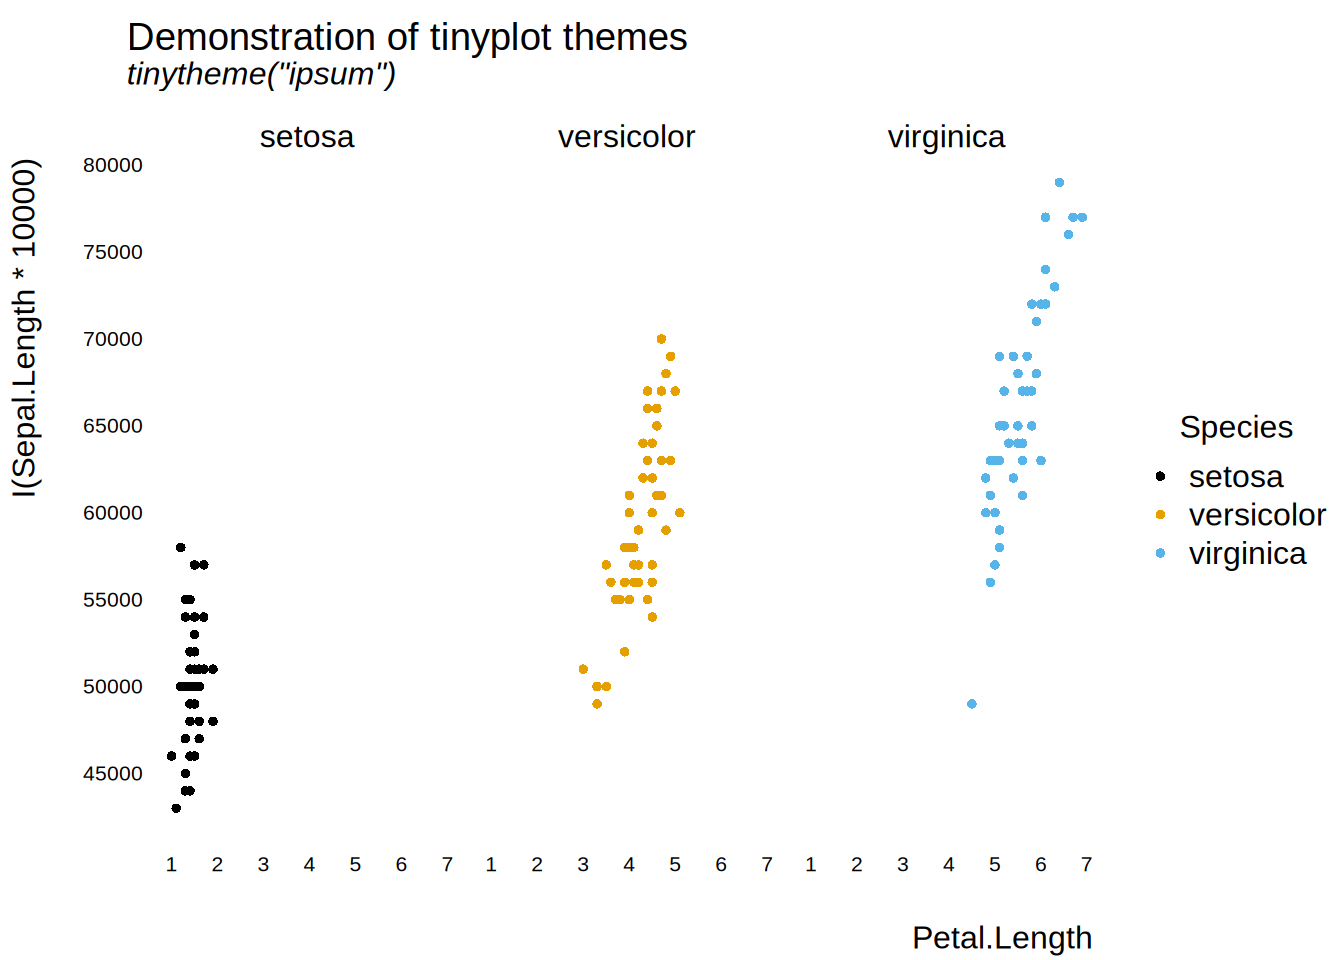 Demonstration of tinyplot themes
tinytheme("ipsum")
setosa
versicolor
virginica
I(Sepal.Length * 10000)
80000
75000
70000
65000
60000
55000
50000
45000
Species
setosa
versicolor
virginica
1 2 3 4 5 6 7 1 2 3 4 5 6 7 1 2 3 4 5 6 7
Petal.Length